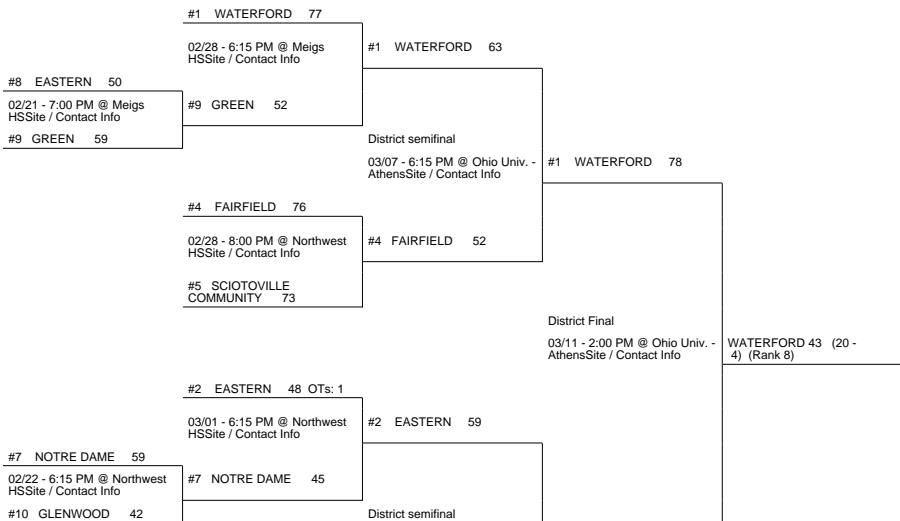 #1 WATERFORD 77
02/28 - 6:15 PM @ Meigs
HSSite / Contact Info
#1 WATERFORD 63
#8 EASTERN 50
02/21 - 7:00 PM @ Meigs
HSSite / Contact Info
#9 GREEN 52
#9 GREEN 59
District semifinal
03/07 - 6:15 PM @ Ohio Univ. -
AthensSite / Contact Info
#1 WATERFORD 78
#4 FAIRFIELD 76
02/28 - 8:00 PM @ Northwest
HSSite / Contact Info
#4 FAIRFIELD 52
#5 SCIOTOVILLE
COMMUNITY 73
District Final
03/11 - 2:00 PM @ Ohio Univ. -
AthensSite / Contact Info
WATERFORD 43 (20 -
4) (Rank 8)
#2 EASTERN 48 OTs: 1
03/01 - 6:15 PM @ Northwest
HSSite / Contact Info
#2 EASTERN 59
#7 NOTRE DAME 59
02/22 - 6:15 PM @ Northwest
HSSite / Contact Info
#7 NOTRE DAME 45
#10 GLENWOOD 42
District semifinal